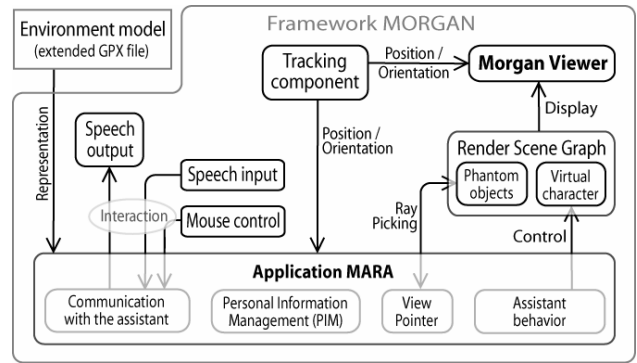 Framework MORGAN
Environment model
(extended GPX file)
Tracking
component
Position /
Orientation
Morgan Viewer
Representation
Speech
output
Position /
Orientation
Display
Render Scene Graph
Phantom
objects
Virtual
character
Speech input
Interaction
Mouse control
Ray
Picking
Control
Application MARA
Communication
with the assistant
Personal Information
Management (PIM)
View
Pointer
Assistant
behavior